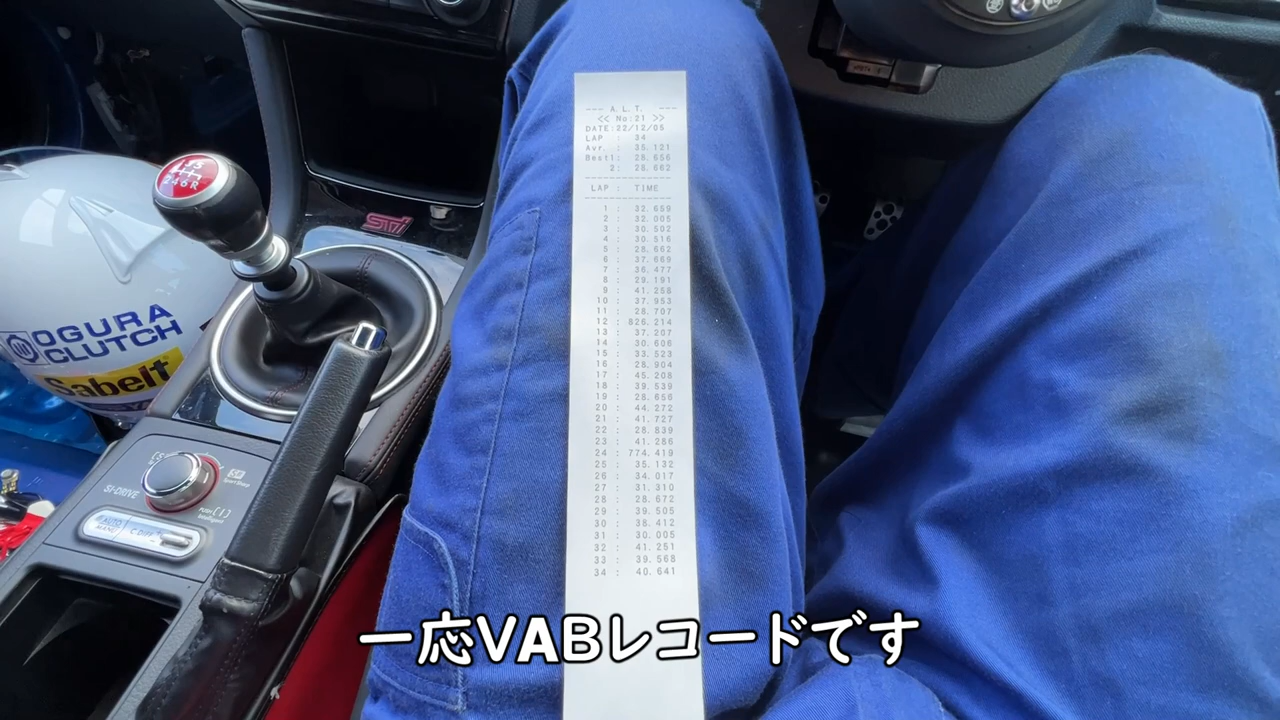 --- A. L. T. ---
<< No:21 >>
DATE:22/12/05
LAP : 34
Avr. : 35. 121
Best1: 28. 656
2: 28. 662
LAP : TIME
1 : 32. 659
2 : 32. 005
3 : 30. 502
4 : 30. 516
5 : 28. 662
6 : 37. 669
7 : 36. 477
8 : 29. 191
9 : 41. 258
10 : 37. 953
11 : 28. 707
12 : 826. 214
13 : 37. 207
14 : 30. 606
15 : 33. 523
16 : 28. 904
17 : 45. 208
18 : 39. 539
19 : 28. 656
20 : 44. 272
21 : 41. 727
22 : 28. 839
23 : 41. 286
24 : 774. 419
25 : 35. 132
26 : 34. 017
27 : 31. 310
28 : 28. 672
29 : 39. 505
30 : 38. 412
31 : 30. 005
32 : 41. 251
33 : 39. 568
34 : 40. 641
STI
OGURA
CLUTCH
Sabelt
SI-DRIVE
AUTO
MANU
C.DIFF
一応VABレコードです